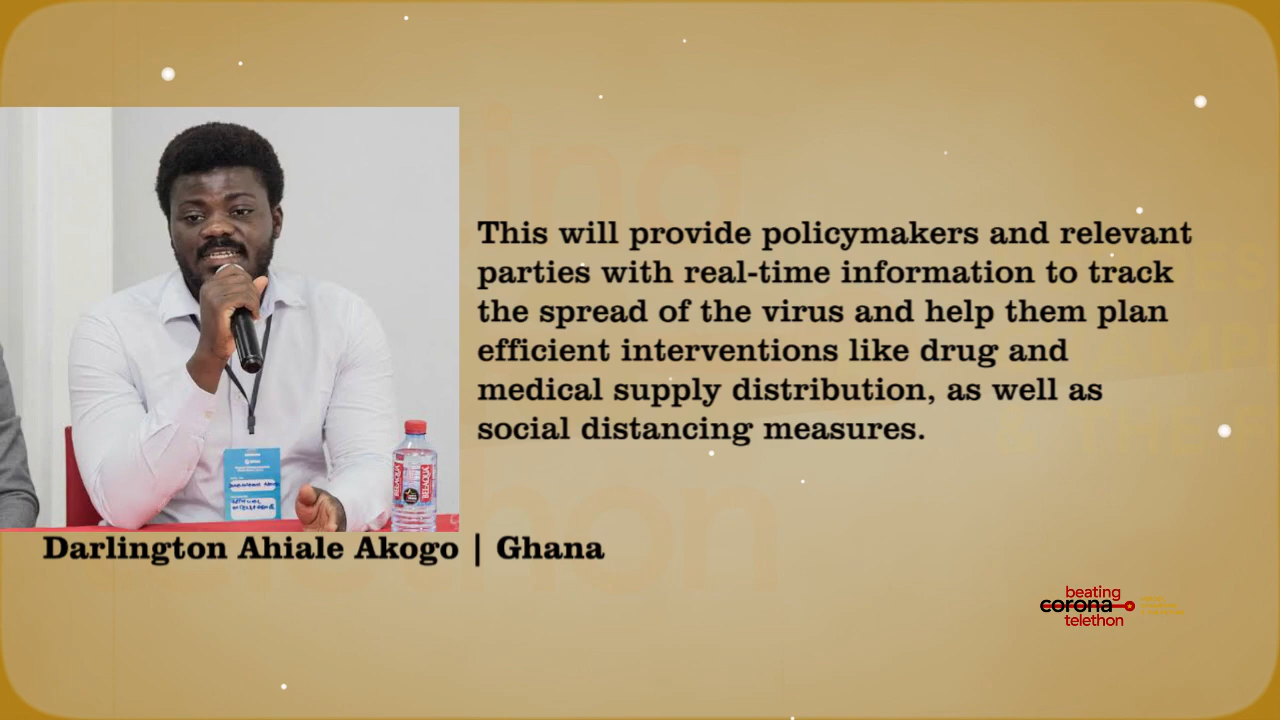 This will provide policymakers and relevant
parties with real-time information to track
the spread of the virus and help them plan
efficient interventions like drug and
medical supply distribution, as well as
social distancing measures.
BELAQUA
Darlington Ahiale Akogo | Ghana
beating
corona
telethon